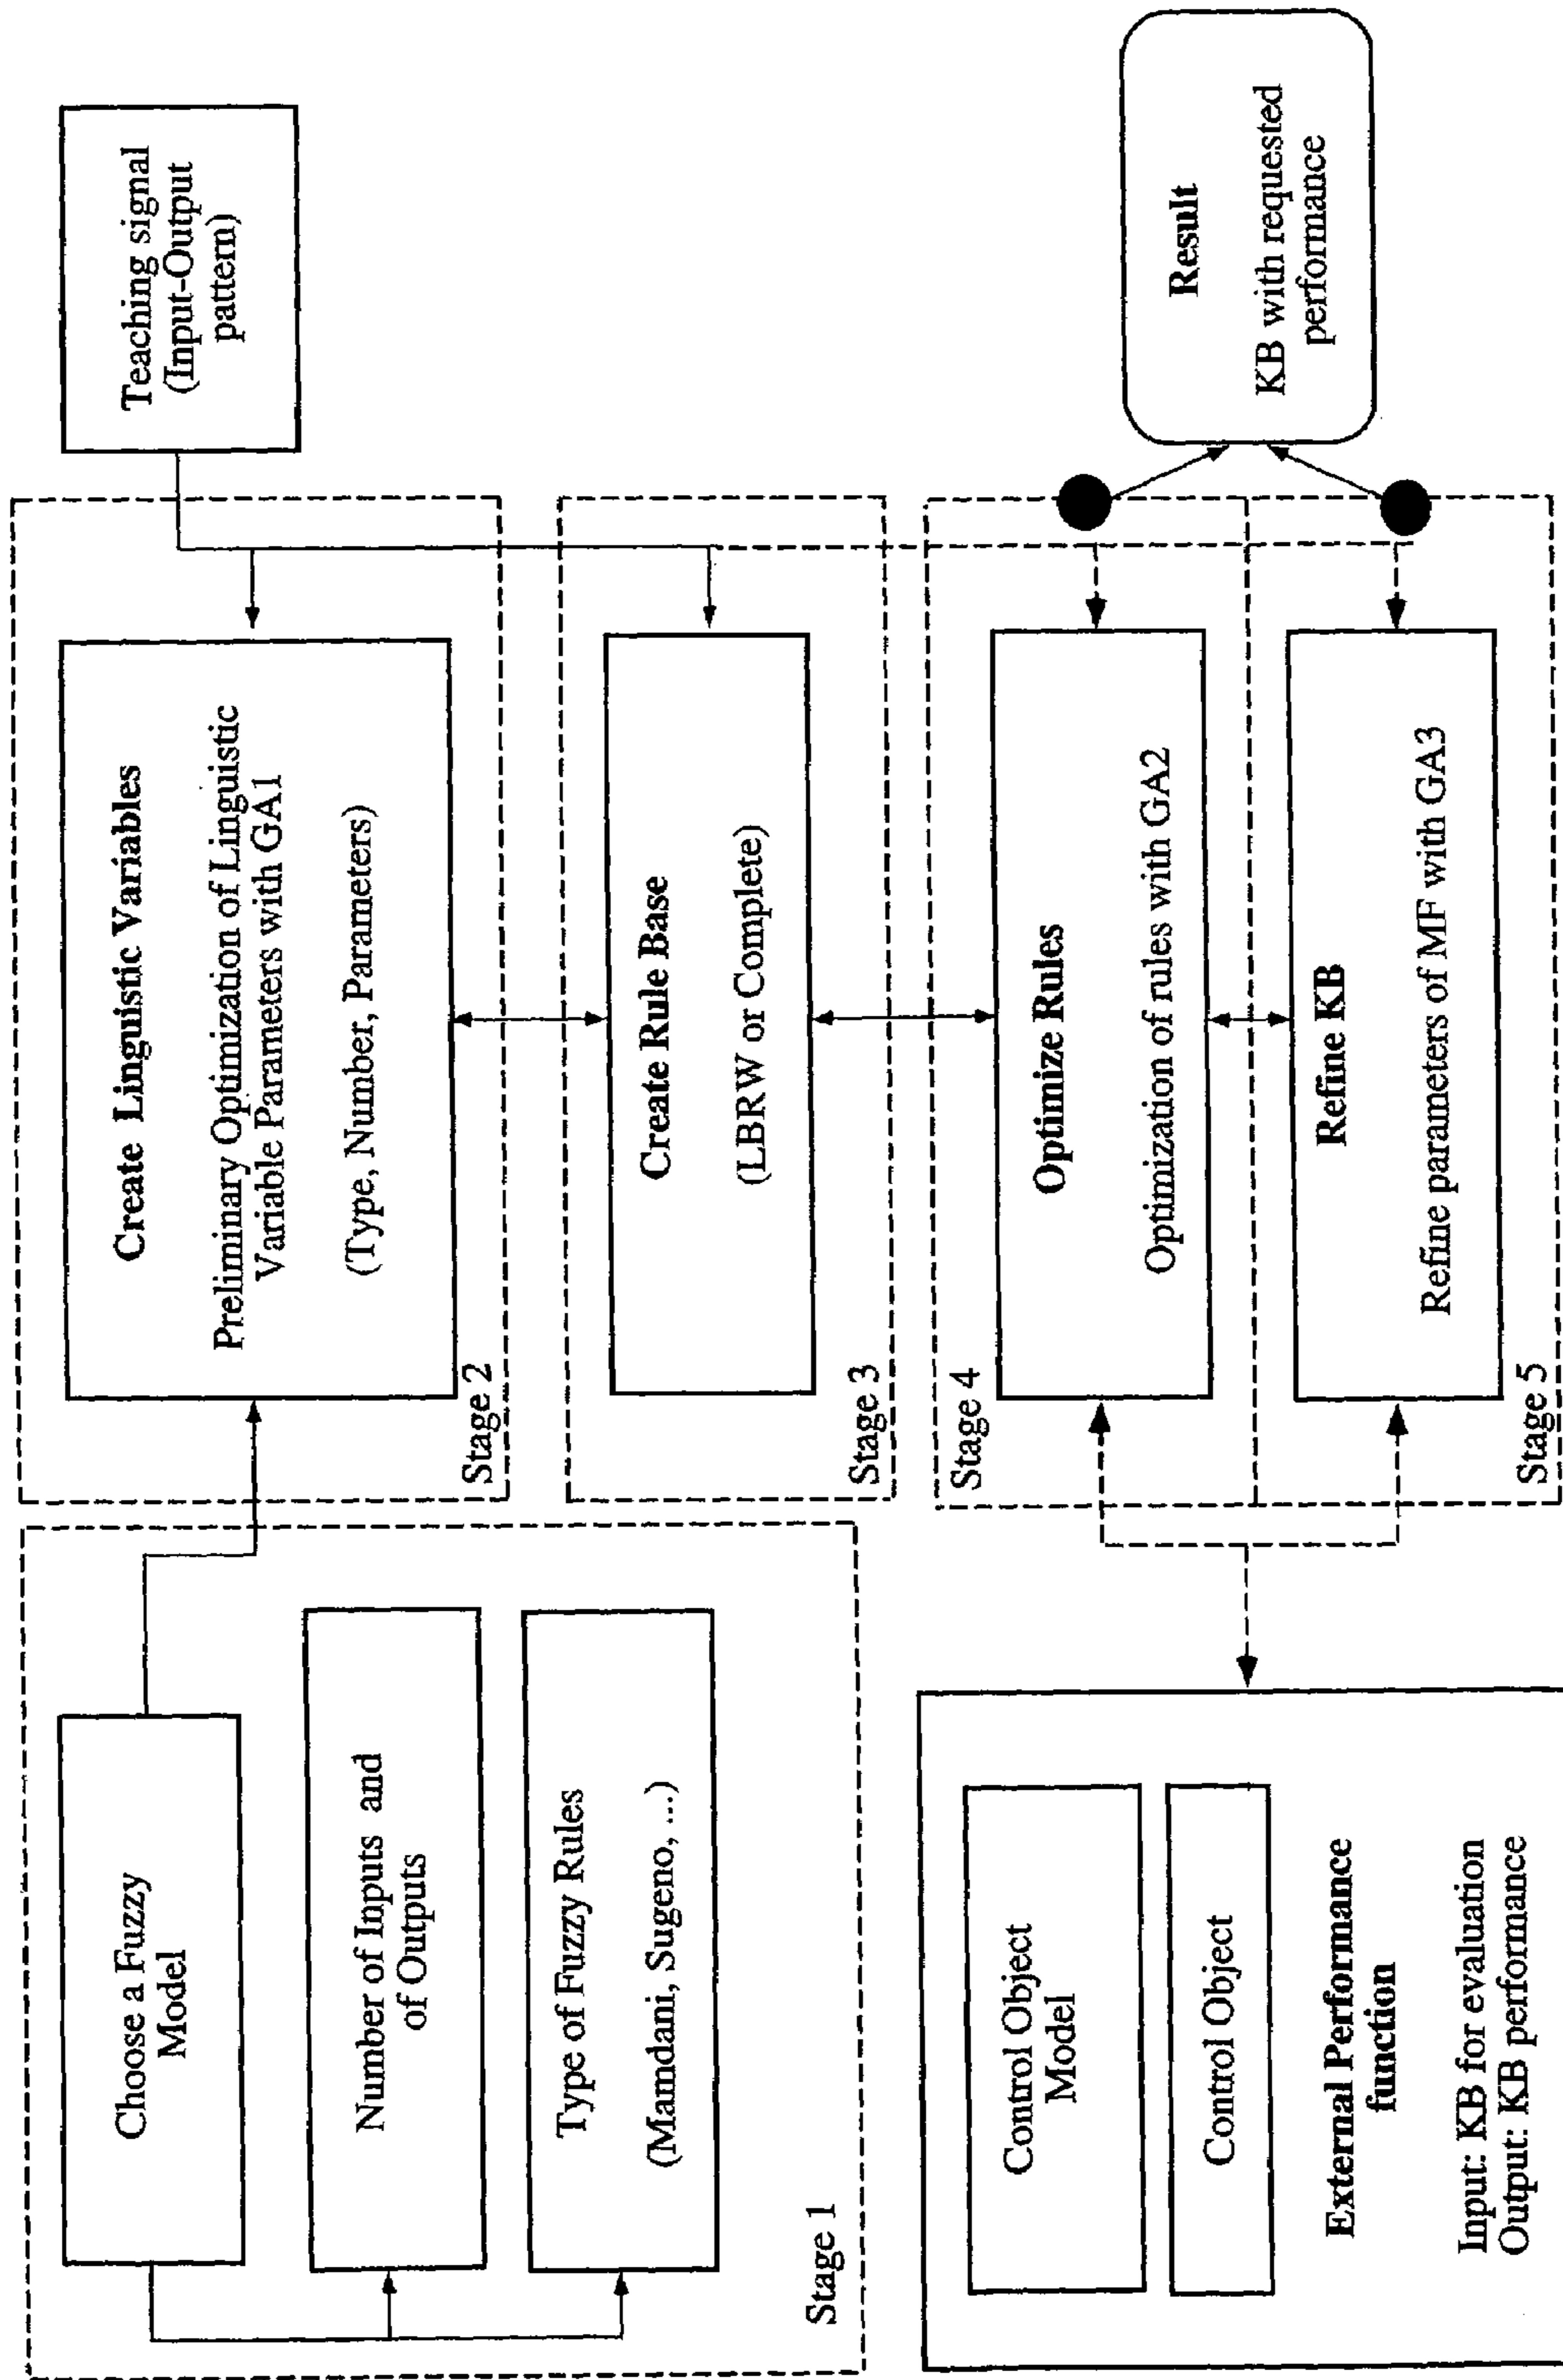 Choose a Fuzzy
Model
Number of Inputs and
of Outputs
Type of Fuzzy Rules
(Mamdani, Sugeno, ...)
Stage 1
Create Linguistic Variables
Preliminary Optimization of Linguistic
Variable Parameters with GA1
(Type, Number, Parameters)
Stage 2
Teaching signal
(Input-Output
pattern)
Create Rule Base
(LBRW or Complete)
Stage 3
Stage 4
Optimize Rules
Optimization of rules with GA2
Refine KB
Refine parameters of MF with GA3
Stage 5
Control Object
Model
Control Object
External Performance
function
Input: KB for evaluation
Output: KB performance
Result
KB with requested
performance